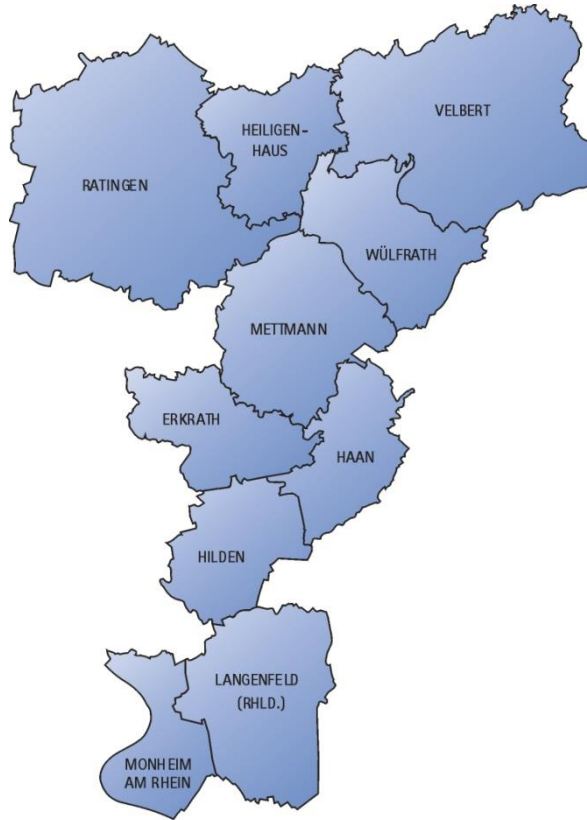 VELBERT
HEILIGEN-
HAUS
RATINGEN
WÜLFRATH
METTMANN
ERKRATH
HAAN
HILDEN
LANGENFELD
(RHLD.)
MONHEIM
AM RHEIN